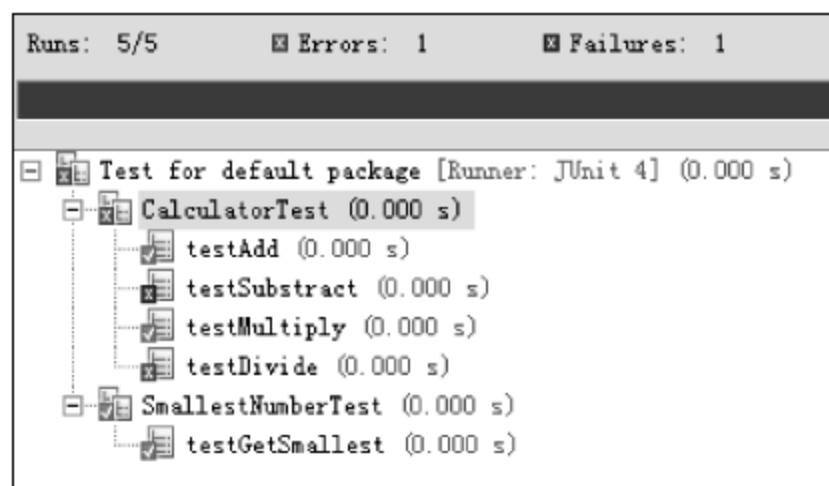 Runs: 5/5 Errors: 1 Failures: 1
Test for default package [Runner: JUnit 4] (0.000 s)
CalculatorTest (0.000 s)
testAdd (0.000 s)
testSubstract (0.000 s)
testMultiply (0.000 s)
testDivide (0.000 s)
SmallestNumberTest (0.000 s)
testGetSmallest (0.000 s)